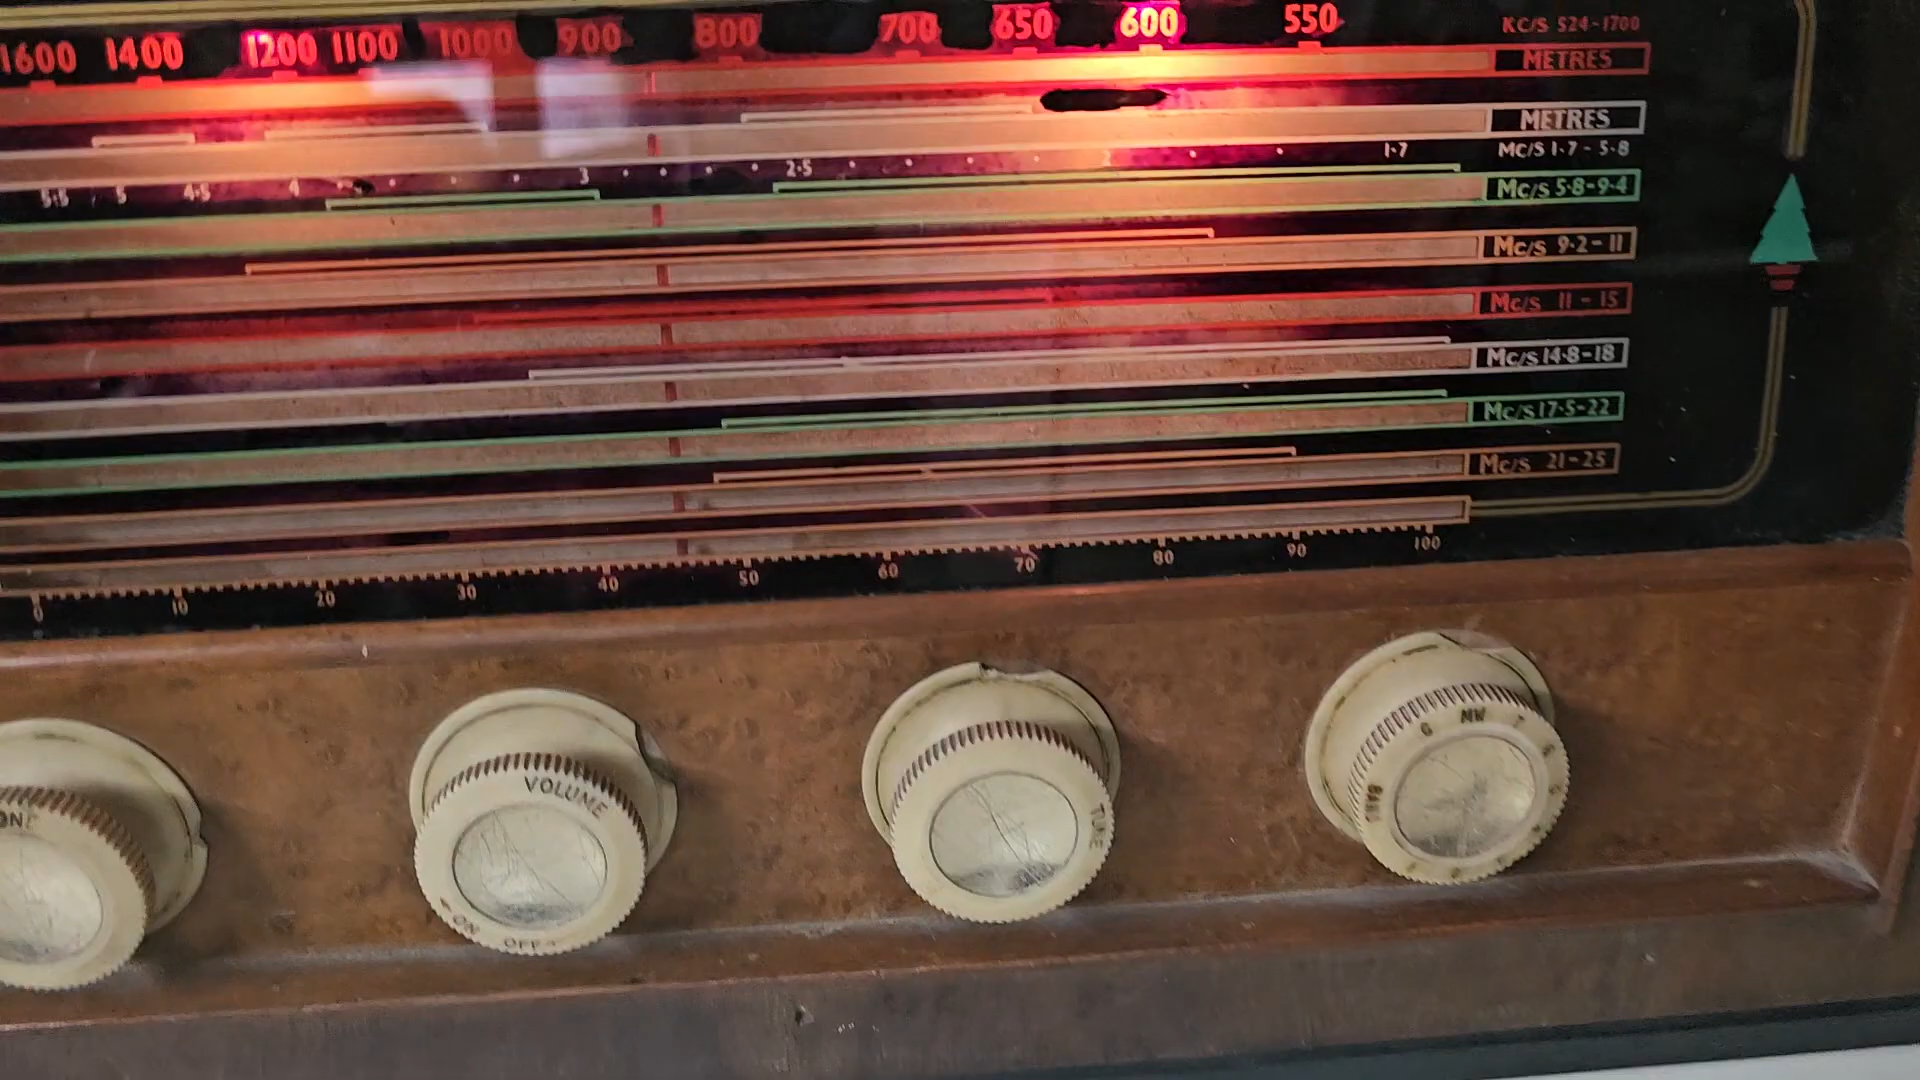 1600 1400 1200 1100 1000 900 800 700 650 600 550 KC/S 524-1700
METRES
METRES
5·5 5 4·5 4 3 2·5 2 1·7 MC/S 1·7 - 5·8
Mc/s 5·8-9·4
Mc/s 9·2-11
Mc/s 11-15
Mc/s 14·8-18
Mc/s 17·5-22
Mc/s 21-25
0 10 20 30 40 50 60 70 80 90 100
VOLUME
ON OFF
TUNE
MW
BAND